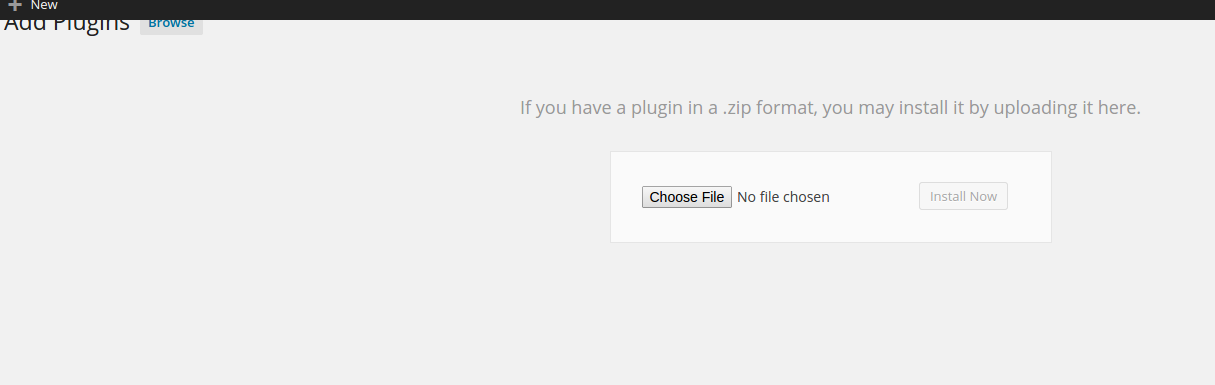 New
Add Plugins Browse
If you have a plugin in a .zip format, you may install it by uploading it here.
Choose File No file chosen Install Now